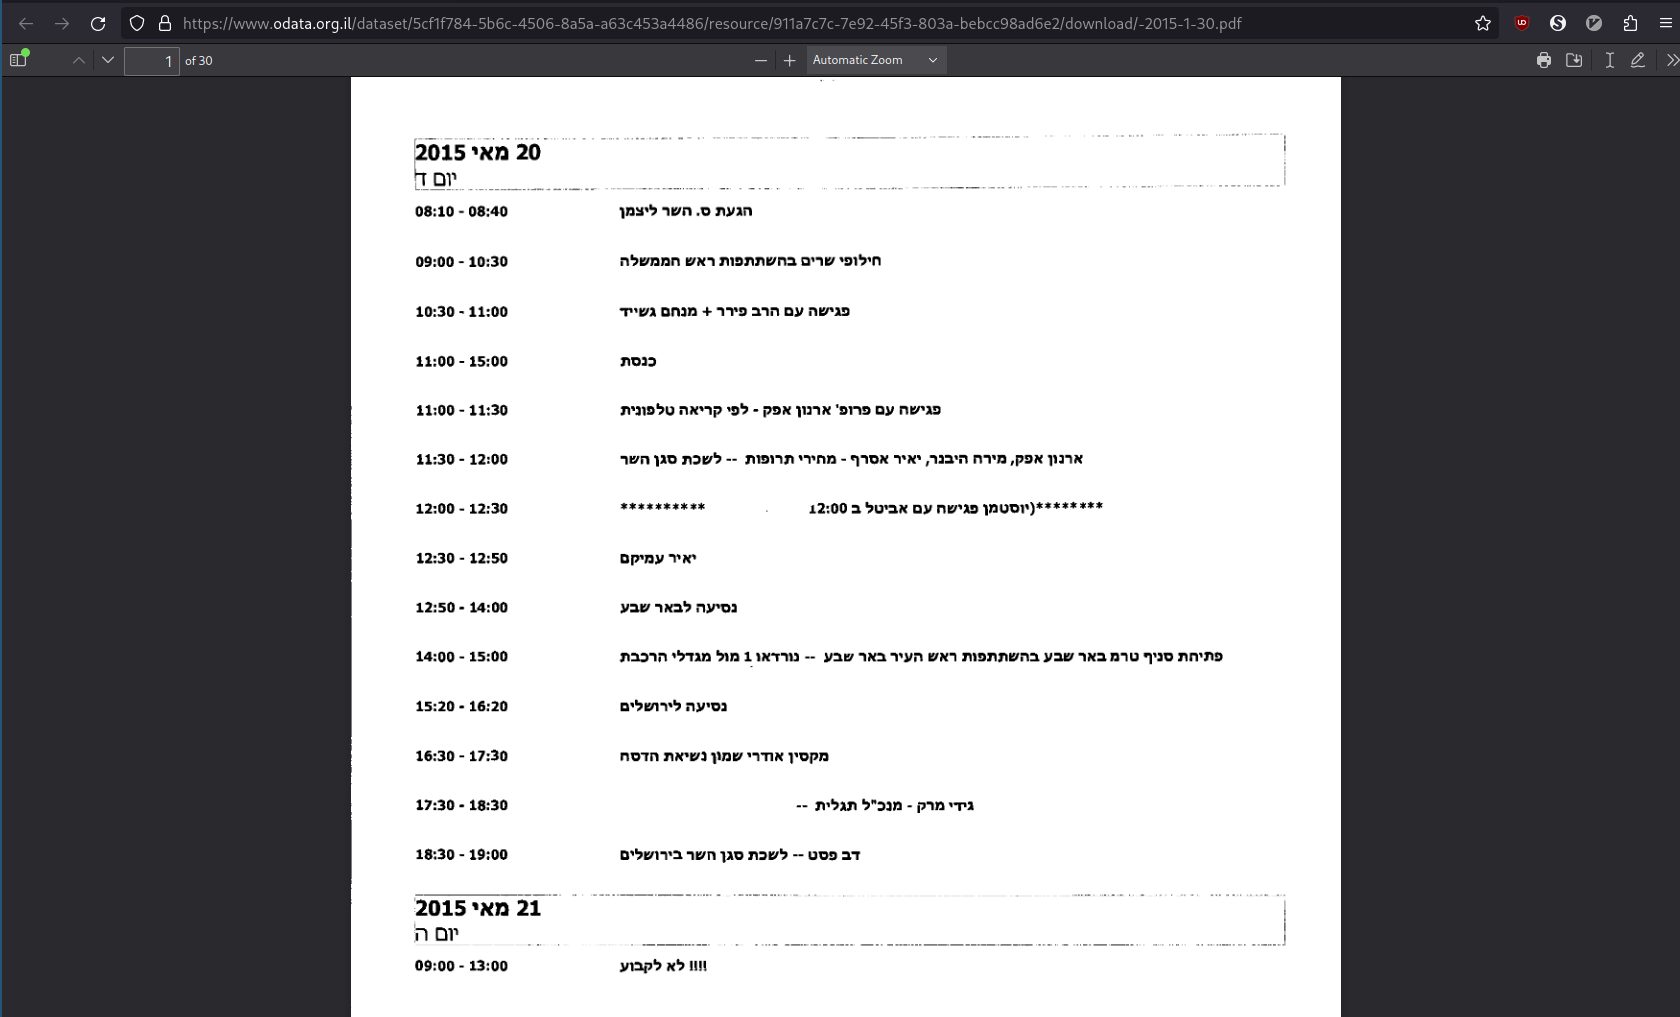 https://www.odata.org.il/dataset/5cf1f784-5b6c-4506-8a5a-a63c453a4486/resource/911a7c7c-7e92-45f3-803a-bebcc98ad6e2/download/-2015-1-30.pdf
1 of 30 Automatic Zoom
20 מאי 2015
יום ד
08:10 - 08:40 הגעת ס. השר ליצמן
09:00 - 10:30 חילופי שרים בהשתתפות ראש הממשלה
10:30 - 11:00 פגישה עם הרב פירר + מנחם גשייד
11:00 - 15:00 כנסת
11:00 - 11:30 פגישה עם פרופ' ארנון אפק - לפי קריאה טלפונית
11:30 - 12:00 ארנון אפק, מירה היבנר, יאיר אסרף - מחירי תרופות -- לשכת סגן השר
12:00 - 12:30 ********(יוסטמן פגישה עם אביטל ב 12:00 **********
12:30 - 12:50 יאיר עמיקם
12:50 - 14:00 נסיעה לבאר שבע
14:00 - 15:00 פתיחת סניף טרמ באר שבע בהשתתפות ראש העיר באר שבע -- נורדאו 1 מול מגדלי הרכבת
15:20 - 16:20 נסיעה לירושלים
16:30 - 17:30 מקסין אודרי שמון נשיאת הדסה
17:30 - 18:30 גידי מרק - מנכ"ל תגלית --
18:30 - 19:00 דב פסט -- לשכת סגן השר בירושלים
21 מאי 2015
יום ה
09:00 - 13:00 לא לקבוע !!!!